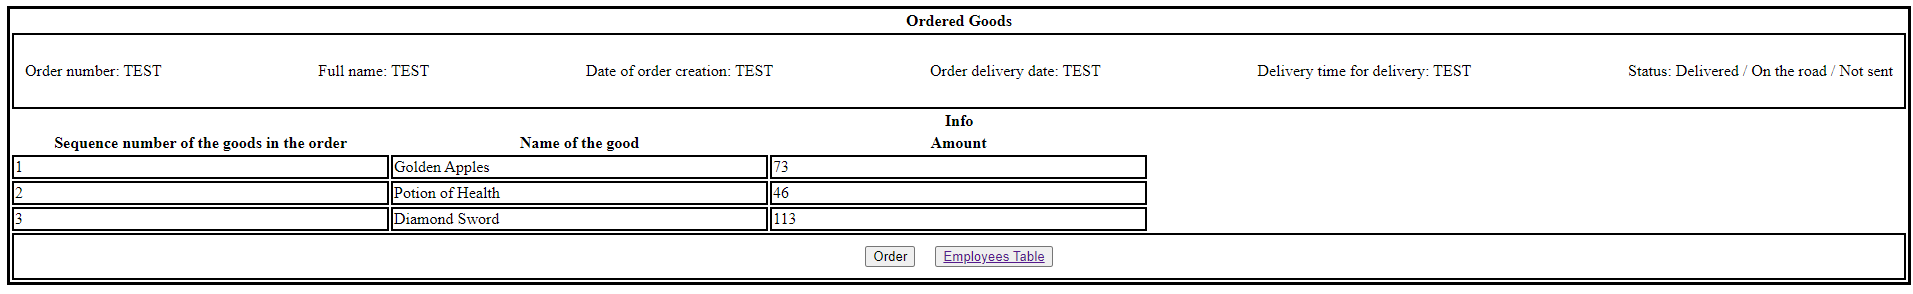 Ordered Goods
Order number: TEST Full name: TEST Date of order creation: TEST Order delivery date: TEST Delivery time for delivery: TEST Status: Delivered / On the road / Not sent
Info
Sequence number of the goods in the order Name of the good Amount
1 Golden Apples 73
2 Potion of Health 46
3 Diamond Sword 113
Order Employees Table